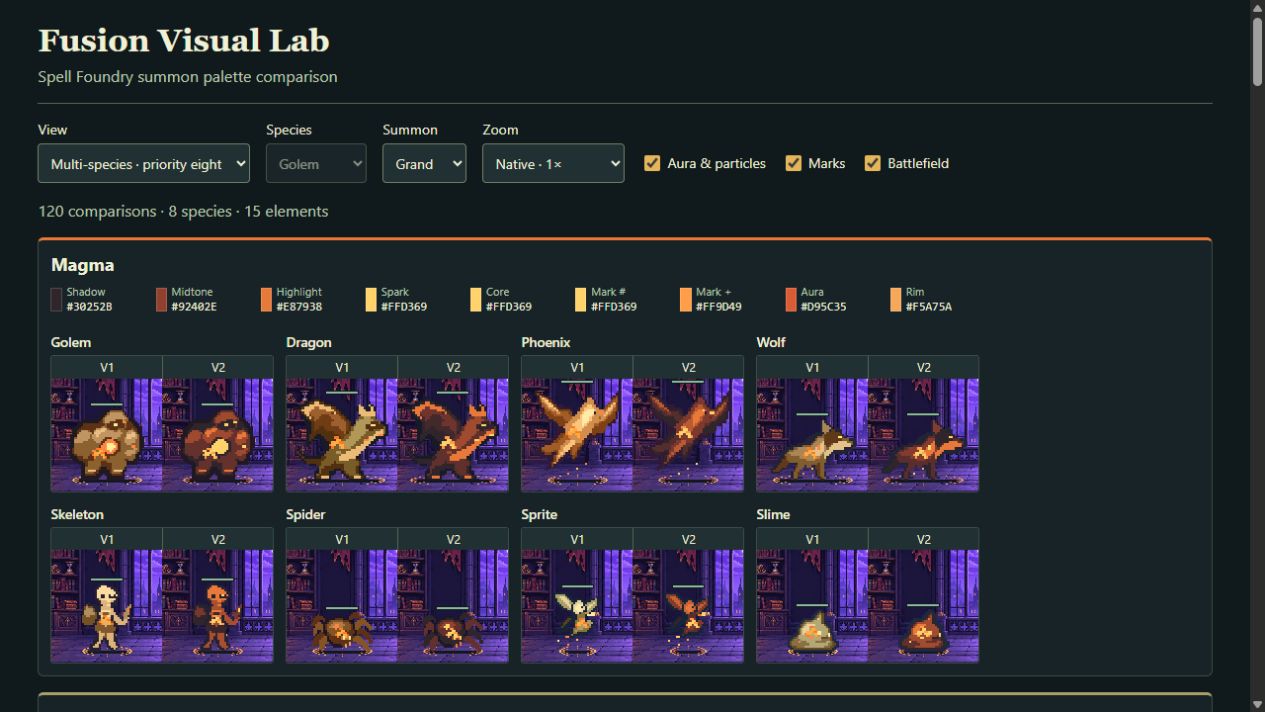 Fusion Visual Lab
Spell Foundry summon palette comparison
View Species Summon Zoom
Multi-species · priority eight Golem Grand Native · 1× Aura & particles Marks Battlefield
120 comparisons · 8 species · 15 elements
Magma
Shadow Midtone Highlight Spark Core Mark # Mark + Aura Rim
#30252B #92402E #E87938 #FFD369 #FFD369 #FFD369 #FF9D49 #D95C35 #F5A75A
Golem Dragon Phoenix Wolf
V1 V2 V1 V2 V1 V2 V1 V2
Skeleton Spider Sprite Slime
V1 V2 V1 V2 V1 V2 V1 V2